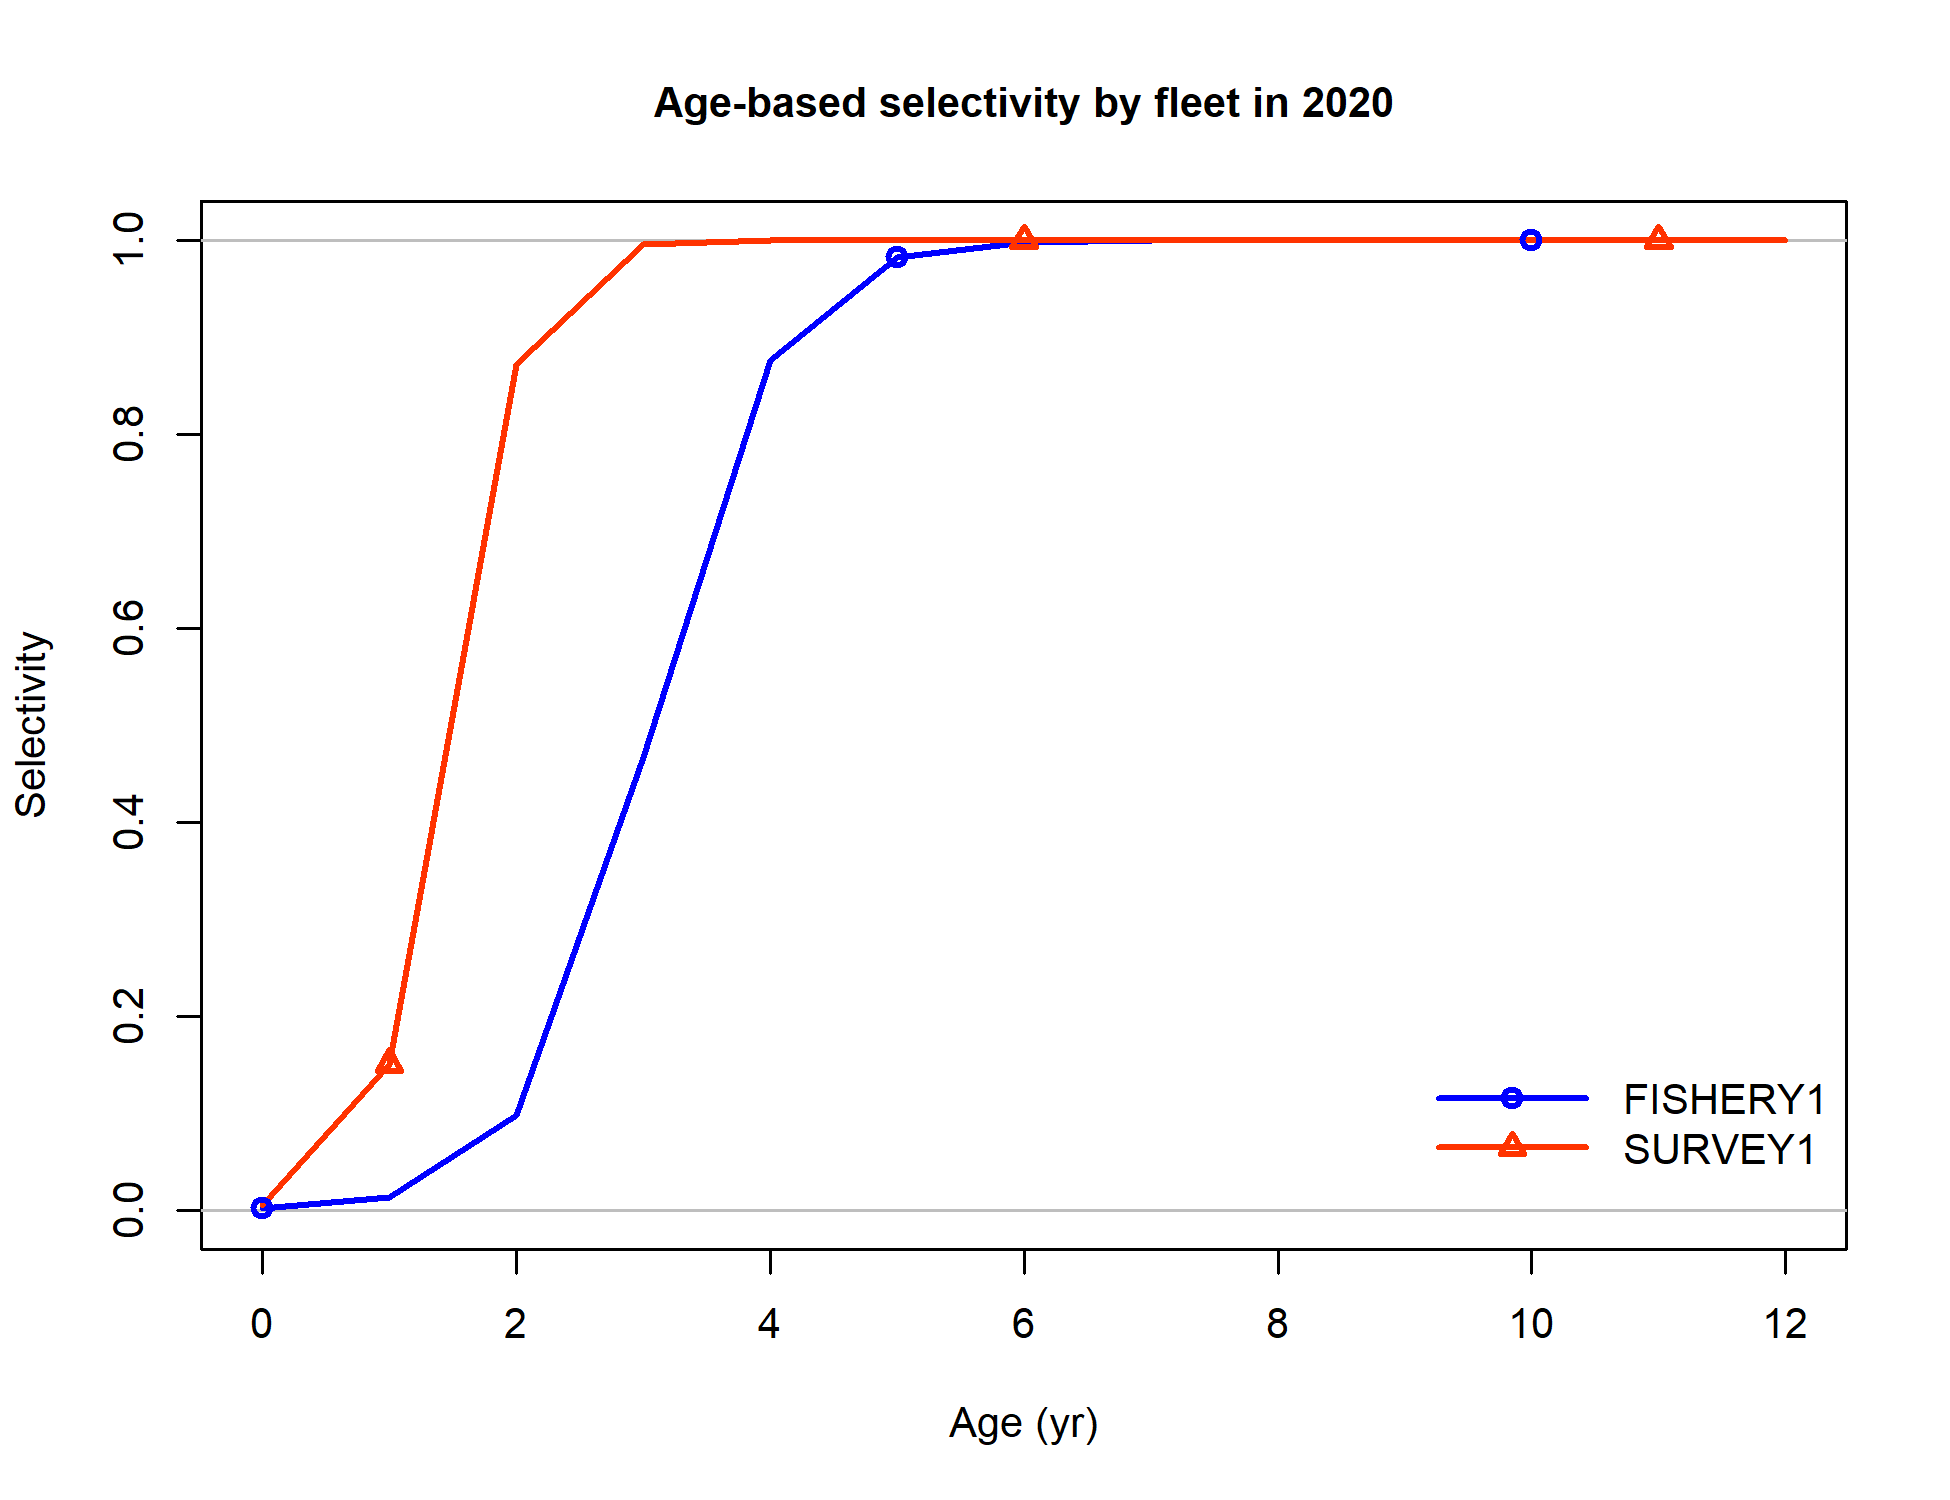 Age-based selectivity by fleet in 2020
1.0
0.8
0.6
0.4
0.2
0.0
Selectivity
FISHERY1
SURVEY1
0 2 4 6 8 10 12
Age (yr)